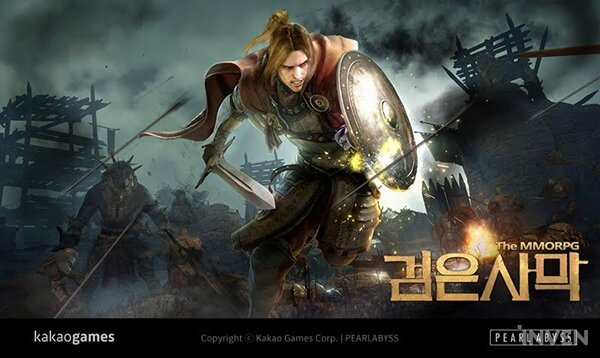 The MMORPG
검은사막
kakaogames
Copyright ⓒ Kakao Games Corp. | PEARLABYSS
PEARLABYSS
INVEN